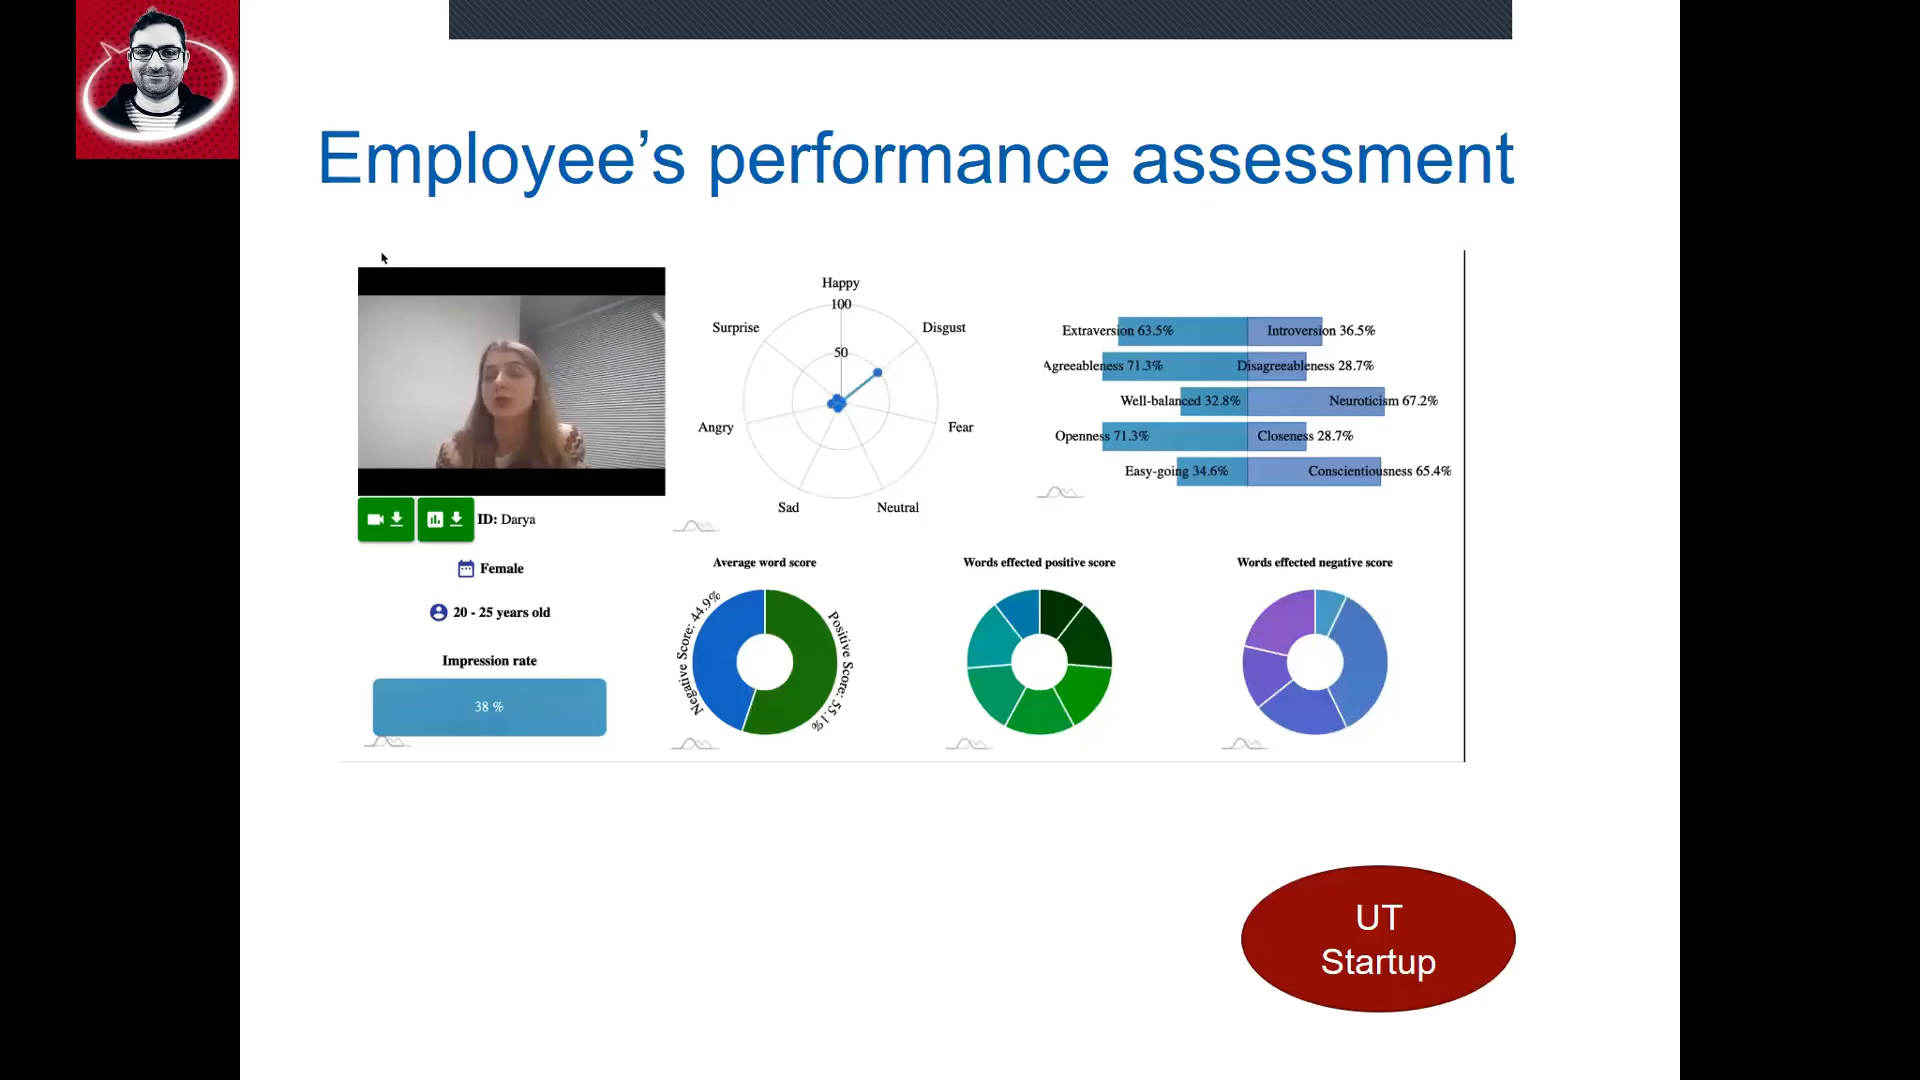 Employee’s performance assessment
Happy
100
Surprise
Disgust
50
Angry
Fear
Sad
Neutral
Extraversion 63.5%
Introversion 36.5%
Agreeableness 71.3%
Disagreeableness 28.7%
Well-balanced 32.8%
Neuroticism 67.2%
Openness 71.3%
Closeness 28.7%
Easy-going 34.6%
Conscientiousness 65.4%
ID: Darya
Female
20 - 25 years old
Impression rate
38 %
Average word score
Negative Score: 44.9%
Positive Score: 55.1%
Words effected positive score
Words effected negative score
UT
Startup